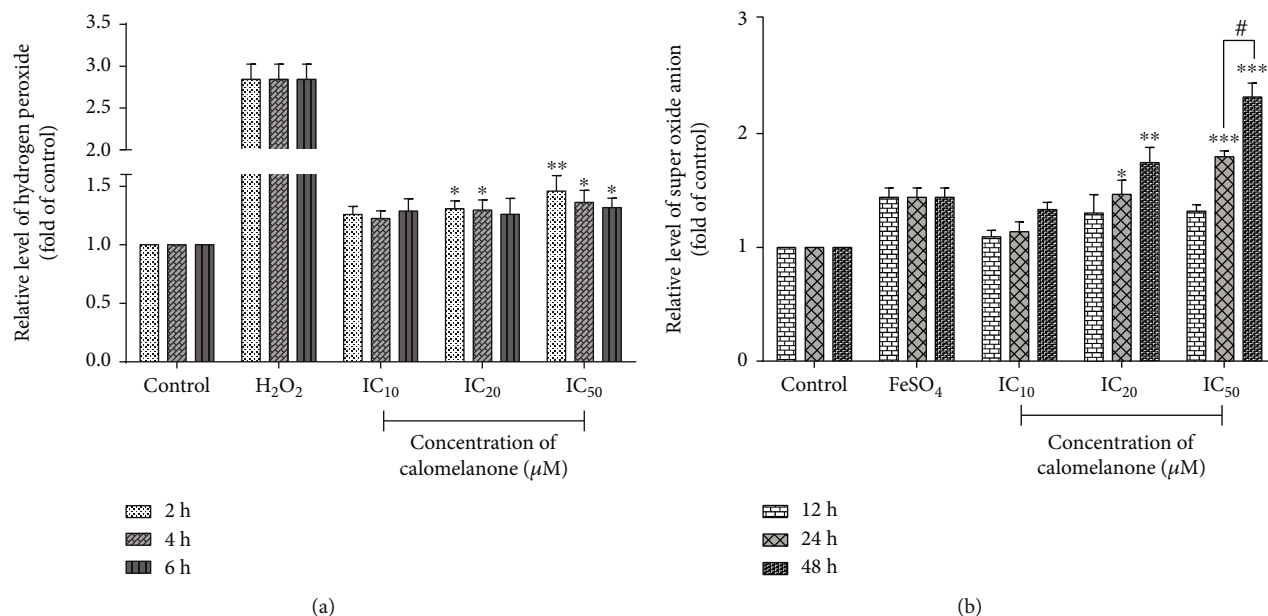 Relative level of hydrogen peroxide
(fold of control)
3.5
3.0
2.5
2.0
1.5
1.0
0.5
0.0
* * ** * *
Control H₂O₂ IC₁₀ IC₂₀ IC₅₀
Concentration of
calomelanone (μM)
2 h
4 h
6 h
(a)
Relative level of super oxide anion
(fold of control)
3
2
1
0
#
* ** *** ***
Control FeSO₄ IC₁₀ IC₂₀ IC₅₀
Concentration of
calomelanone (μM)
12 h
24 h
48 h
(b)